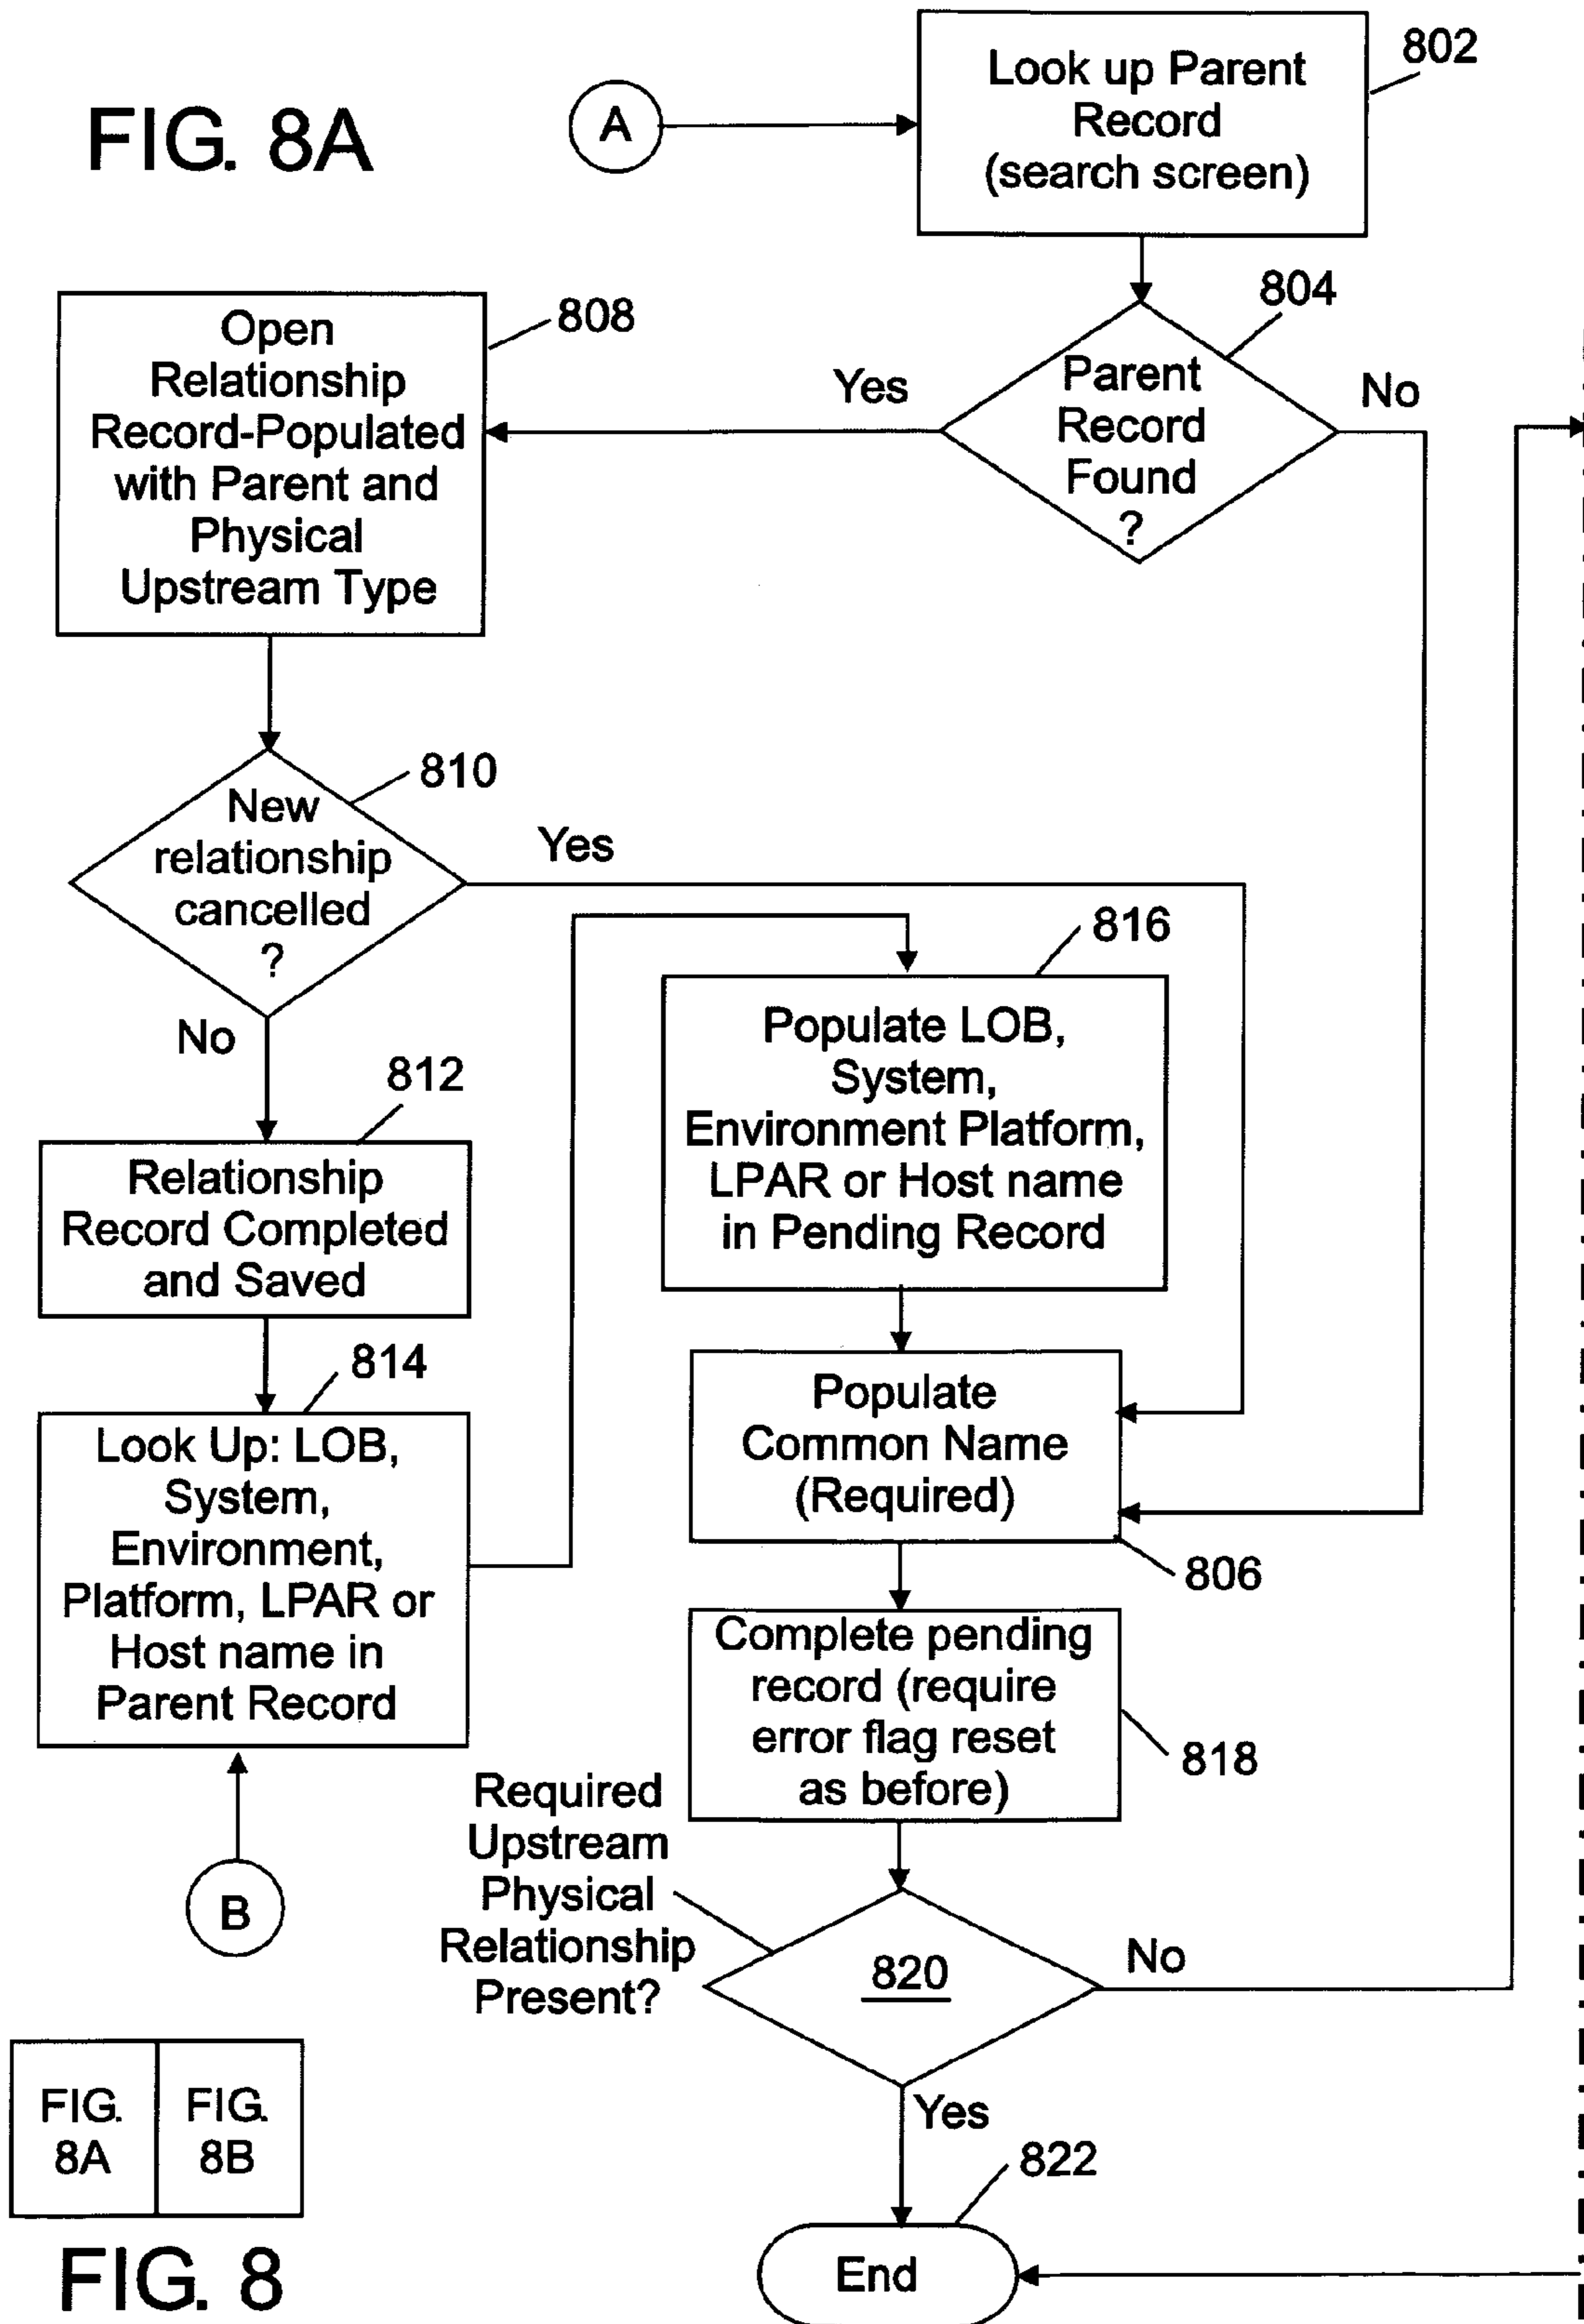 FIG. 8A
A
Look up Parent
Record
(search screen)
802
804
Parent
Record
Found
?
Yes
No
808
Open
Relationship
Record-Populated
with Parent and
Physical
Upstream Type
810
New
relationship
cancelled
?
Yes
No
812
Relationship
Record Completed
and Saved
814
Look Up: LOB,
System,
Environment,
Platform, LPAR or
Host name in
Parent Record
B
816
Populate LOB,
System,
Environment Platform,
LPAR or Host name
in Pending Record
Populate
Common Name
(Required)
806
Complete pending
record (require
error flag reset
as before)
818
Required
Upstream
Physical
Relationship
Present?
820
No
Yes
822
End
FIG.
8A
FIG.
8B
FIG. 8